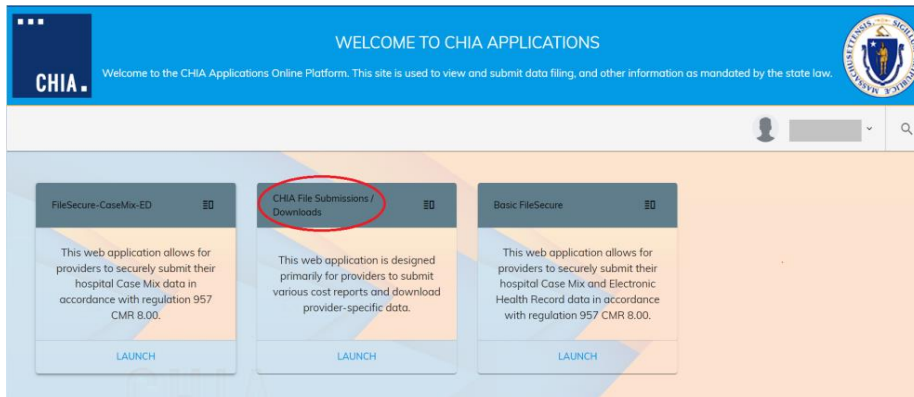 CHIA.
WELCOME TO CHIA APPLICATIONS
Welcome to the CHIA Applications Online Platform. This site is used to view and submit data filing, and other information as mandated by the state law.
FileSecure-CaseMix-ED
This web application allows for
providers to securely submit their
hospital Case Mix data in
accordance with regulation 957
CMR 8.00.
LAUNCH
CHIA File Submissions /
Downloads
This web application is designed
primarily for providers to submit
various cost reports and download
provider-specific data.
LAUNCH
Basic FileSecure
This web application allows for
providers to securely submit their
hospital Case Mix and Electronic
Health Record data in accordance
with regulation 957 CMR 8.00.
LAUNCH